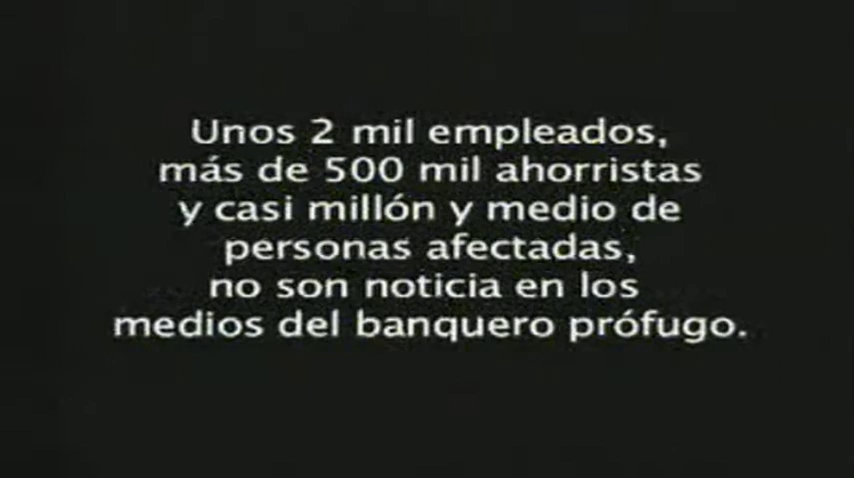 Unos 2 mil empleados,
más de 500 mil ahorristas
y casi millón y medio de
personas afectadas,
no son noticia en los
medios del banquero prófugo.